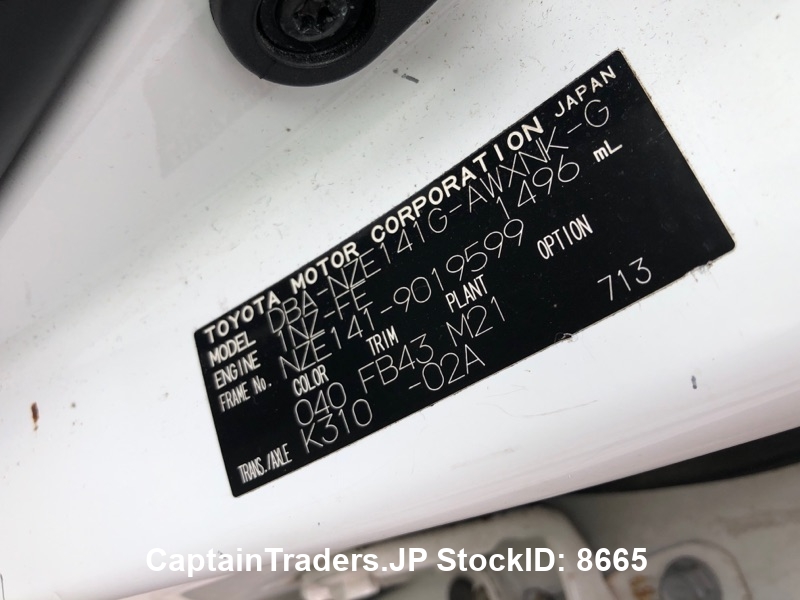 TOYOTA MOTOR CORPORATION JAPAN
MODEL DBA-NZE141G-AWXNK-G
ENGINE 1NZ-FE 1496 mL
FRAME No. NZE141-9019599
COLOR TRIM PLANT OPTION
040 FB43 M21 713
TRANS./AXLE K310 -02A
CaptainTraders.JP StockID: 8665